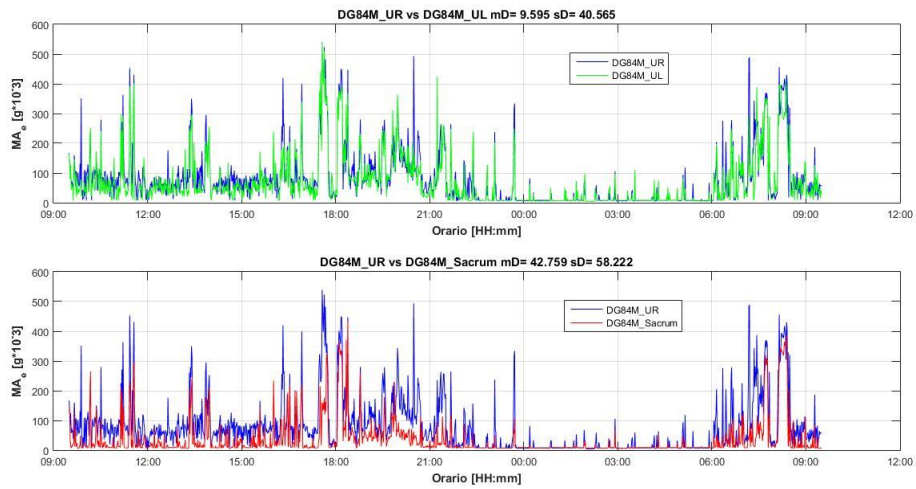 DG84M_UR vs DG84M_UL mD= 9.595 sD= 40.565
600
500
400
300
200
100
0
MAe [g*10^-3]
DG84M_UR
DG84M_UL
09:00 12:00 15:00 18:00 21:00 00:00 03:00 06:00 09:00 12:00
Orario [HH:mm]
DG84M_UR vs DG84M_Sacrum mD= 42.759 sD= 58.222
600
500
400
300
200
100
0
MAe [g*10^-3]
DG84M_UR
DG84M_Sacrum
09:00 12:00 15:00 18:00 21:00 00:00 03:00 06:00 09:00 12:00
Orario [HH:mm]